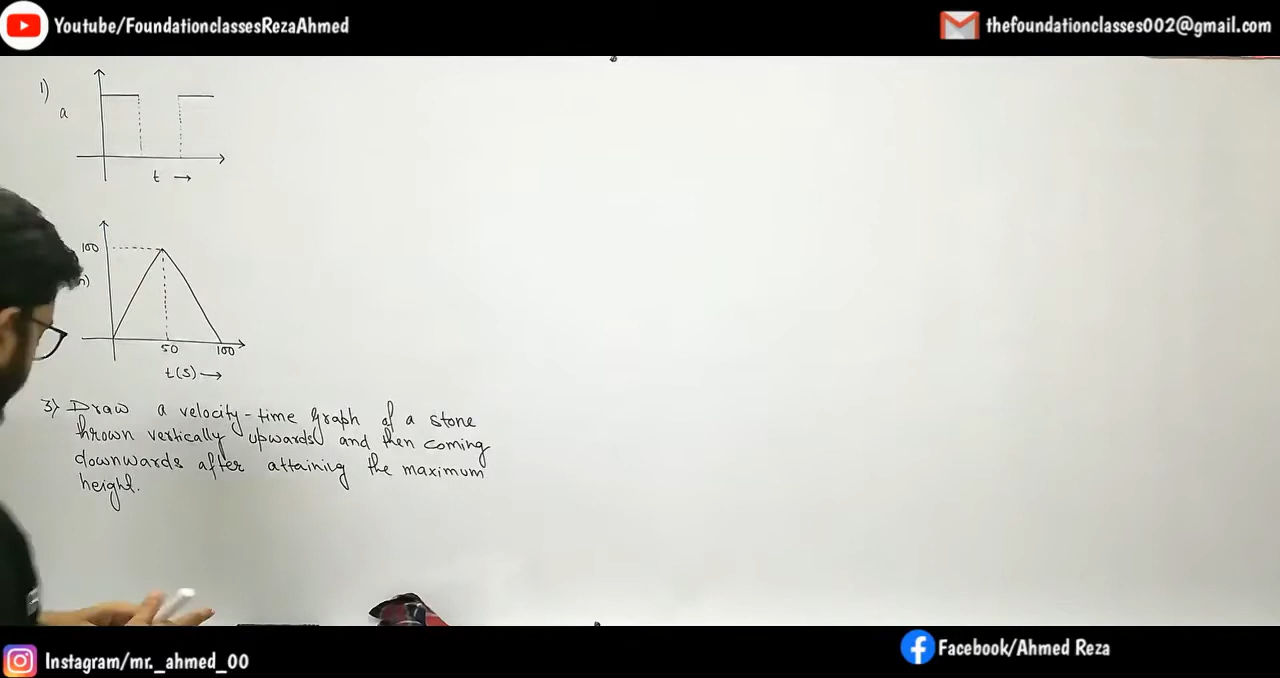 Youtube/FoundationclassesRezaAhmed
thefoundationclasses002@gmail.com
1)
a
t →
100
50 100
t(s) →
3) Draw a velocity-time graph of a stone
thrown vertically upwards and then coming
downwards after attaining the maximum
height.
Instagram/mr._ahmed_00
Facebook/Ahmed Reza